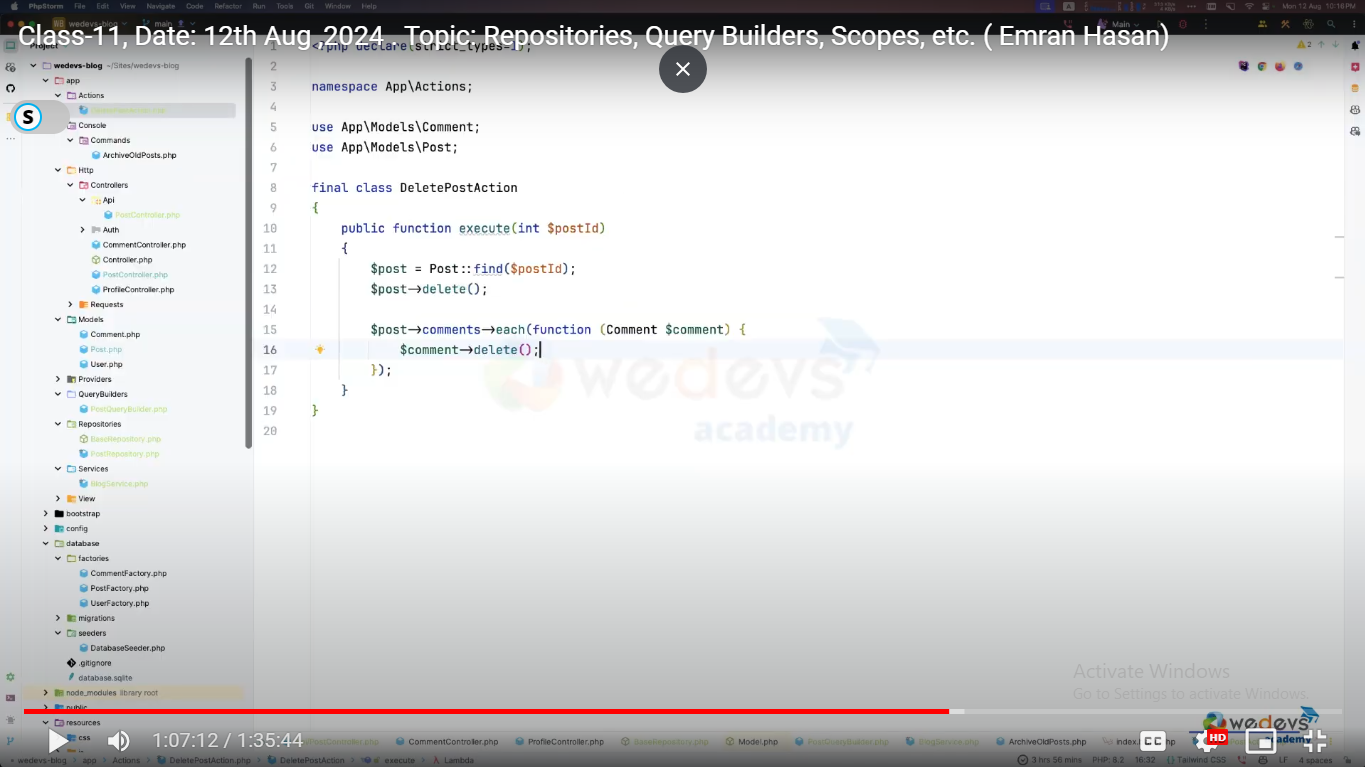 PhpStorm File Edit View Navigate Code Refactor Run Tools Git Window Help Mon 12 Aug 10:16 PM
WB wedevs-blog main Main
Class-11, Date: 12th Aug, 2024 , Topic: Repositories, Query Builders, Scopes, etc. ( Emran Hasan)
Project
wedevs-blog ~/Sites/wedevs-blog
app
Actions
Console
Commands
ArchiveOldPosts.php
Http
Controllers
Api
PostController.php
Auth
CommentController.php
Controller.php
PostController.php
ProfileController.php
Requests
Models
Comment.php
Post.php
User.php
Providers
QueryBuilders
PostQueryBuilder.php
Repositories
BaseRepository.php
PostRepository.php
Services
BlogService.php
View
bootstrap
config
database
factories
CommentFactory.php
PostFactory.php
UserFactory.php
migrations
seeders
DatabaseSeeder.php
.gitignore
database.sqlite
node_modules library root
public
resources
css
1 <?php declare(strict_types=1);
2
3 namespace App\Actions;
4
5 use App\Models\Comment;
6 use App\Models\Post;
7
8 final class DeletePostAction
9 {
10 public function execute(int $postId)
11 {
12 $post = Post::find($postId);
13 $post->delete();
14
15 $post->comments->each(function (Comment $comment) {
16 $comment->delete();
17 });
18 }
19 }
20
2
S
wedevs
academy
Activate Windows
Go to Settings to activate Windows.
1:07:12 / 1:35:44
PostController.php CommentController.php ProfileController.php BaseRepository.php Model.php PostQueryBuilder.php BlogService.php ArchiveOldPosts.php
CC HD
wedevs
academy
wedevs-blog app Actions DeletePostAction.php DeletePostAction execute Lambda 3 hrs 56 mins PHP: 8.2 16:32 Tailwind CSS LF 4 spaces